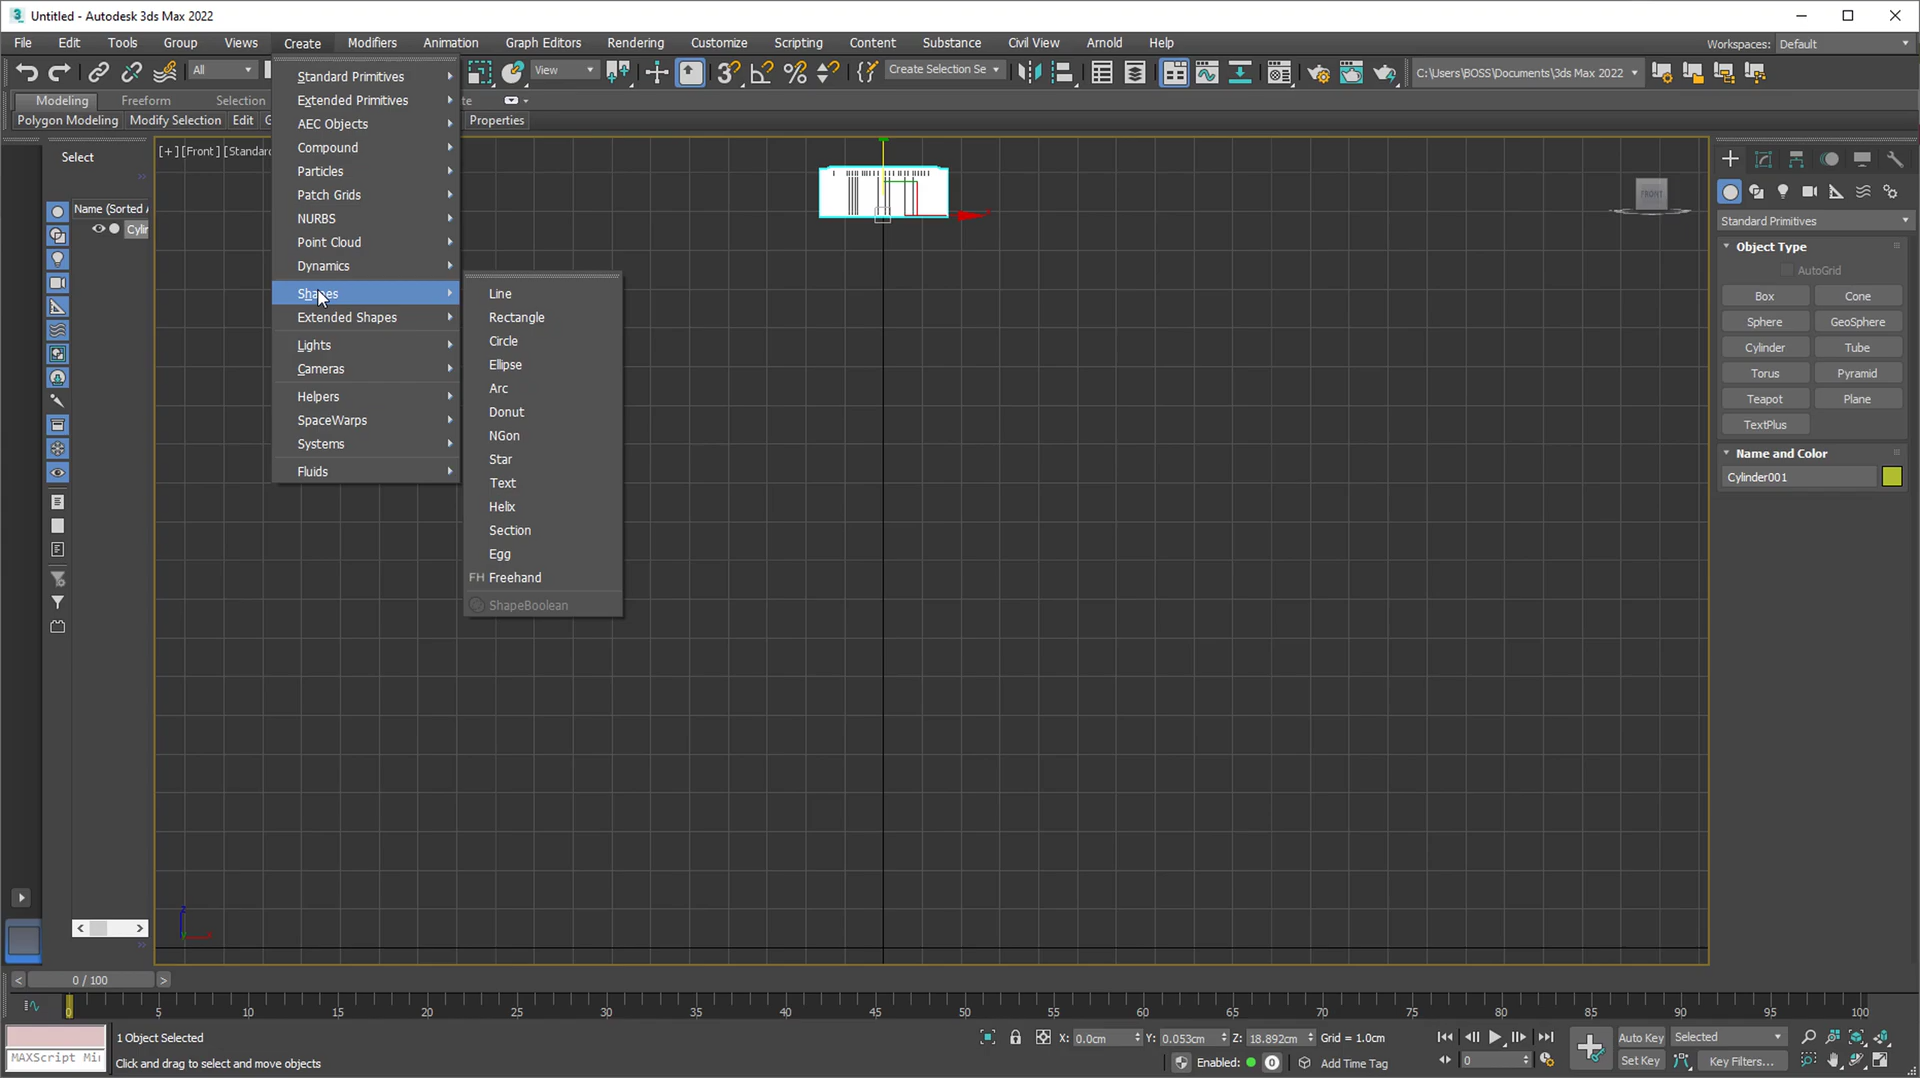 Untitled - Autodesk 3ds Max 2022
File Edit Tools Group Views Create Modifiers Animation Graph Editors Rendering Customize Scripting Content Substance Civil View Arnold Help
Workspaces: Default
All
View
Create Selection Se
C:\Users\BOSS\Documents\3ds Max 2022
Modeling Freeform Selection
Polygon Modeling Modify Selection Edit Properties
Select
Name (Sorted
Cylin
[+] [Front] [Standard
Standard Primitives
Extended Primitives
AEC Objects
Compound
Particles
Patch Grids
NURBS
Point Cloud
Dynamics
Shapes
Extended Shapes
Lights
Cameras
Helpers
SpaceWarps
Systems
Fluids
Line
Rectangle
Circle
Ellipse
Arc
Donut
NGon
Star
Text
Helix
Section
Egg
FH Freehand
ShapeBoolean
FRONT
Standard Primitives
Object Type
AutoGrid
Box Cone
Sphere GeoSphere
Cylinder Tube
Torus Pyramid
Teapot Plane
TextPlus
Name and Color
Cylinder001
z
y
x
< 0 / 100 >
0 5 10 15 20 25 30 35 40 45 50 55 60 65 70 75 80 85 90 95 100
1 Object Selected
X: 0.0cm Y: 0.053cm Z: 18.892cm Grid = 1.0cm
Auto Key Selected
MAXScript Mi
Click and drag to select and move objects
Enabled: 0 Add Time Tag
0
Set Key Key Filters...